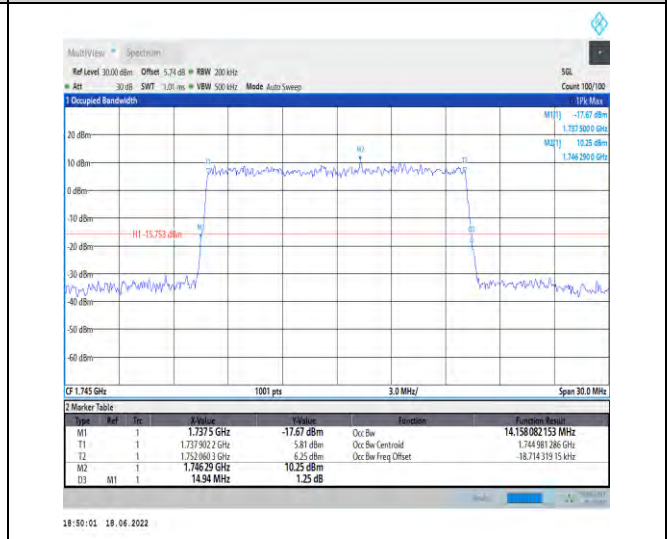 MultiView Spectrum
Ref Level 30.00 dBm Offset 5.74 dB RBW 200 kHz SGL
Att 30 dB SWT 1.01 ms VBW 500 kHz Mode Auto Sweep Count 100/100
1 Occupied Bandwidth 1Pk Max
M1[1] -17.67 dBm
1.737 500 0 GHz
M2[1] 10.25 dBm
1.746 290 0 GHz
20 dBm
M2
10 dBm
T1
0 dBm
-10 dBm
H1 -15.753 dBm
D3
-20 dBm
-30 dBm
-40 dBm
-50 dBm
-60 dBm
CF 1.745 GHz 1001 pts 3.0 MHz/ Span 30.0 MHz
2 Marker Table
Type Ref Trc X-Value Y-Value Function Function Result
M1 1 1.7375 GHz -17.67 dBm Occ Bw 14.158 082 153 MHz
T1 1 1.737 902 2 GHz 5.81 dBm Occ Bw Centroid 1.744 981 286 GHz
T2 1 1.752 060 3 GHz 6.25 dBm Occ Bw Freq Offset -18.714 319 15 kHz
M2 1 1.746 29 GHz 10.25 dBm
D3 M1 1 14.94 MHz 1.25 dB
18:50:01 18.06.2022